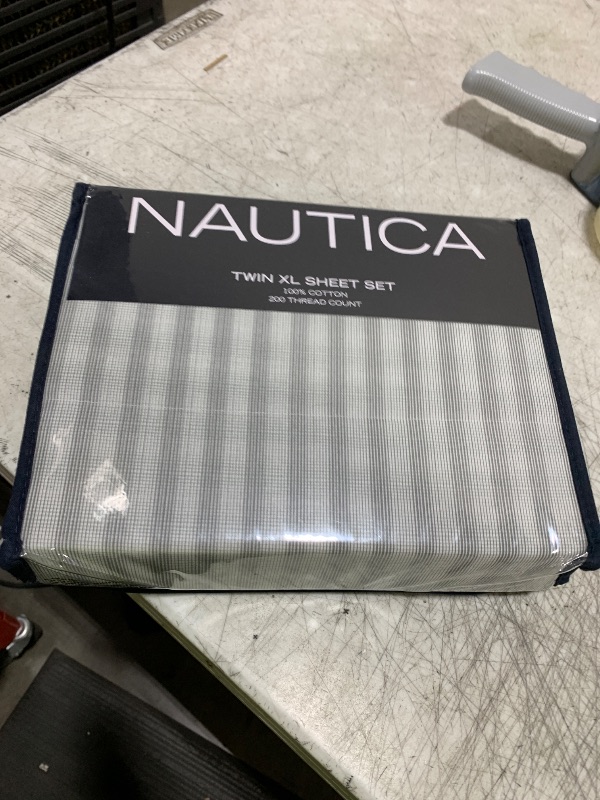 NAUTICA
TWIN XL SHEET SET
100% COTTON
200 THREAD COUNT